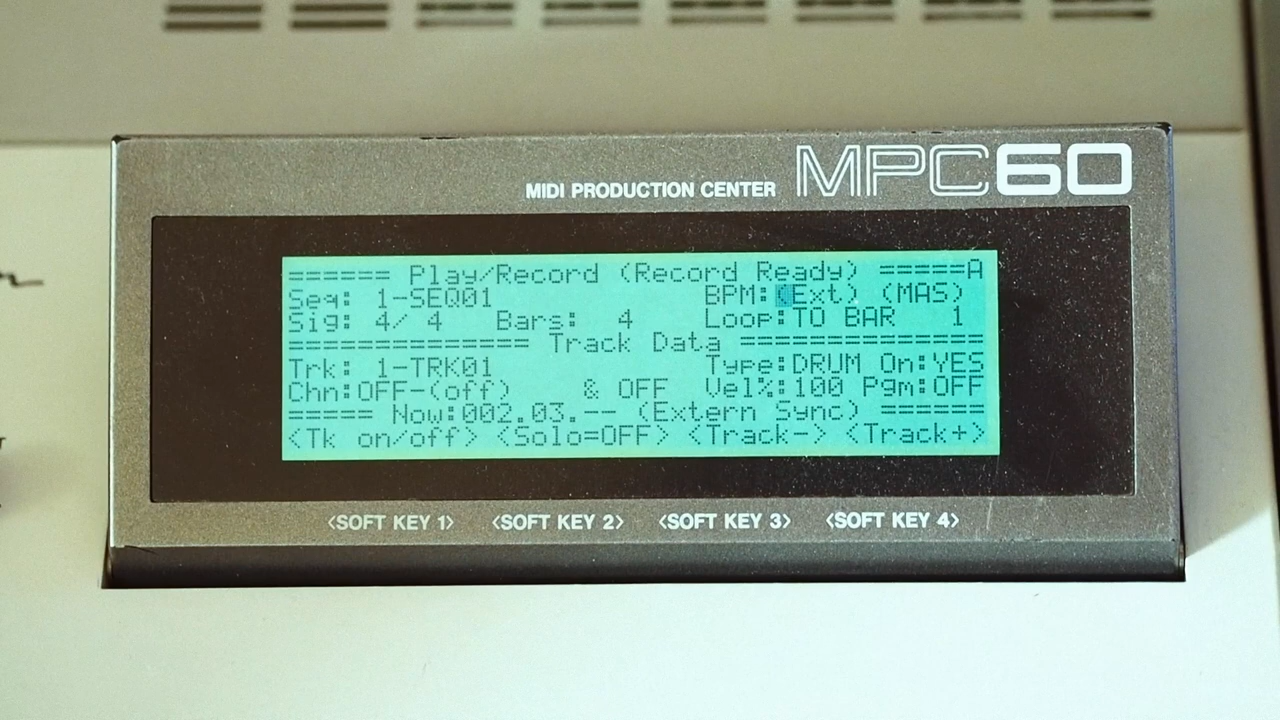 MIDI PRODUCTION CENTER MPC60
====== Play/Record (Record Ready) =====A
Seq: 1-SEQ01 BPM:(Ext) (MAS)
Sig: 4/ 4 Bars: 4 Loop:TO BAR 1
============== Track Data ==============
Trk: 1-TRK01 Type:DRUM On:YES
Chn:OFF-(off) & OFF Vel%:100 Pgm:OFF
===== Now:002.03.-- (Extern Sync) ======
<Tk on/off> <Solo=OFF> <Track-> <Track+>
<SOFT KEY 1> <SOFT KEY 2> <SOFT KEY 3> <SOFT KEY 4>